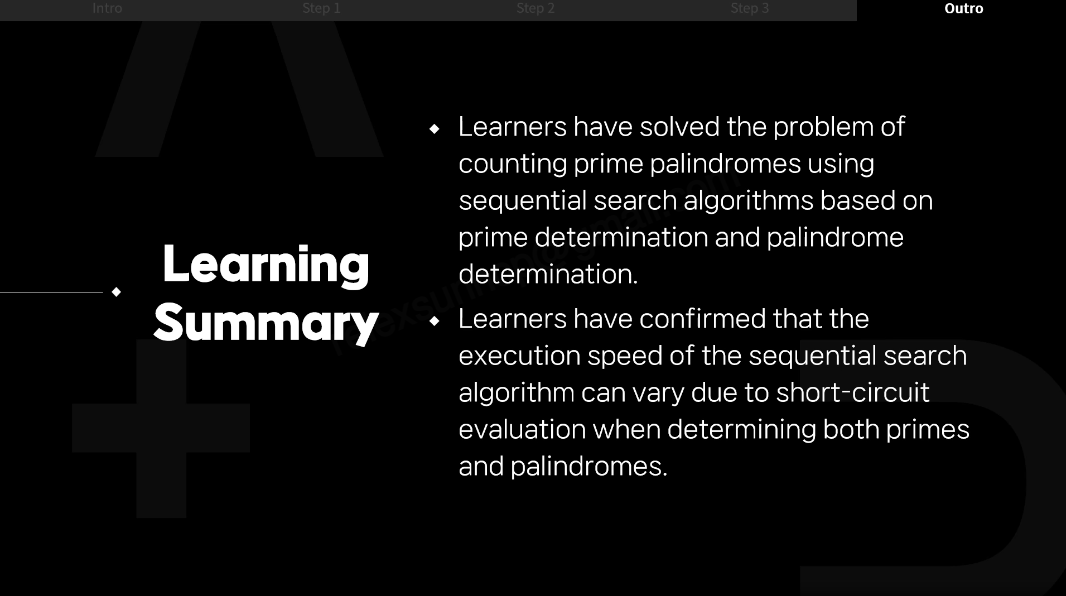 Intro
Step 1
Step 2
Step 3
Outro
Learning
Summary
Learners have solved the problem of
counting prime palindromes using
sequential search algorithms based on
prime determination and palindrome
determination.
Learners have confirmed that the
execution speed of the sequential search
algorithm can vary due to short-circuit
evaluation when determining both primes
and palindromes.